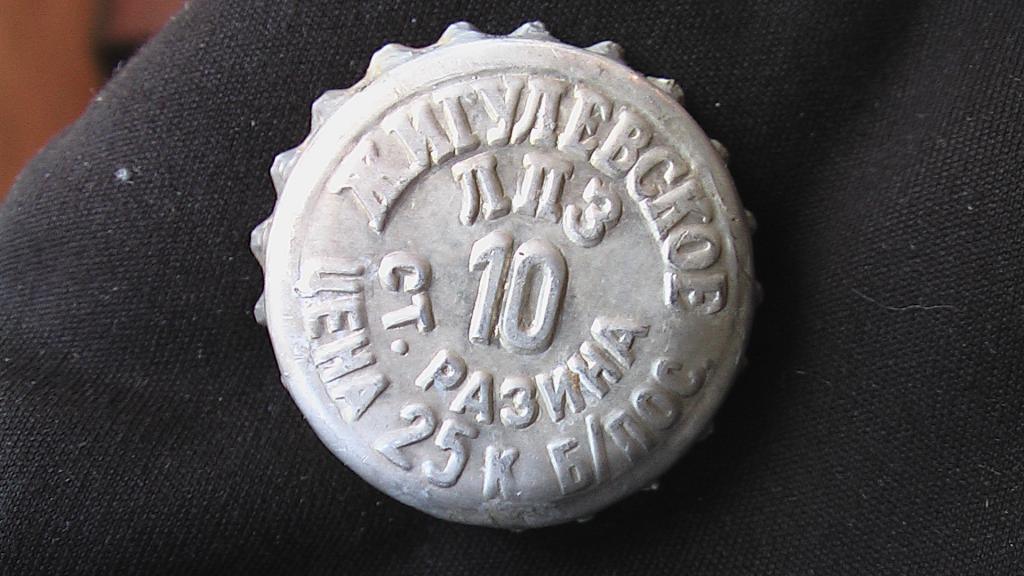 ЖИГУЛЕВСКОЕ
ЛПЗ
10
СТ. РАЗИНА
ЦЕНА 25 К Б/ПОС.